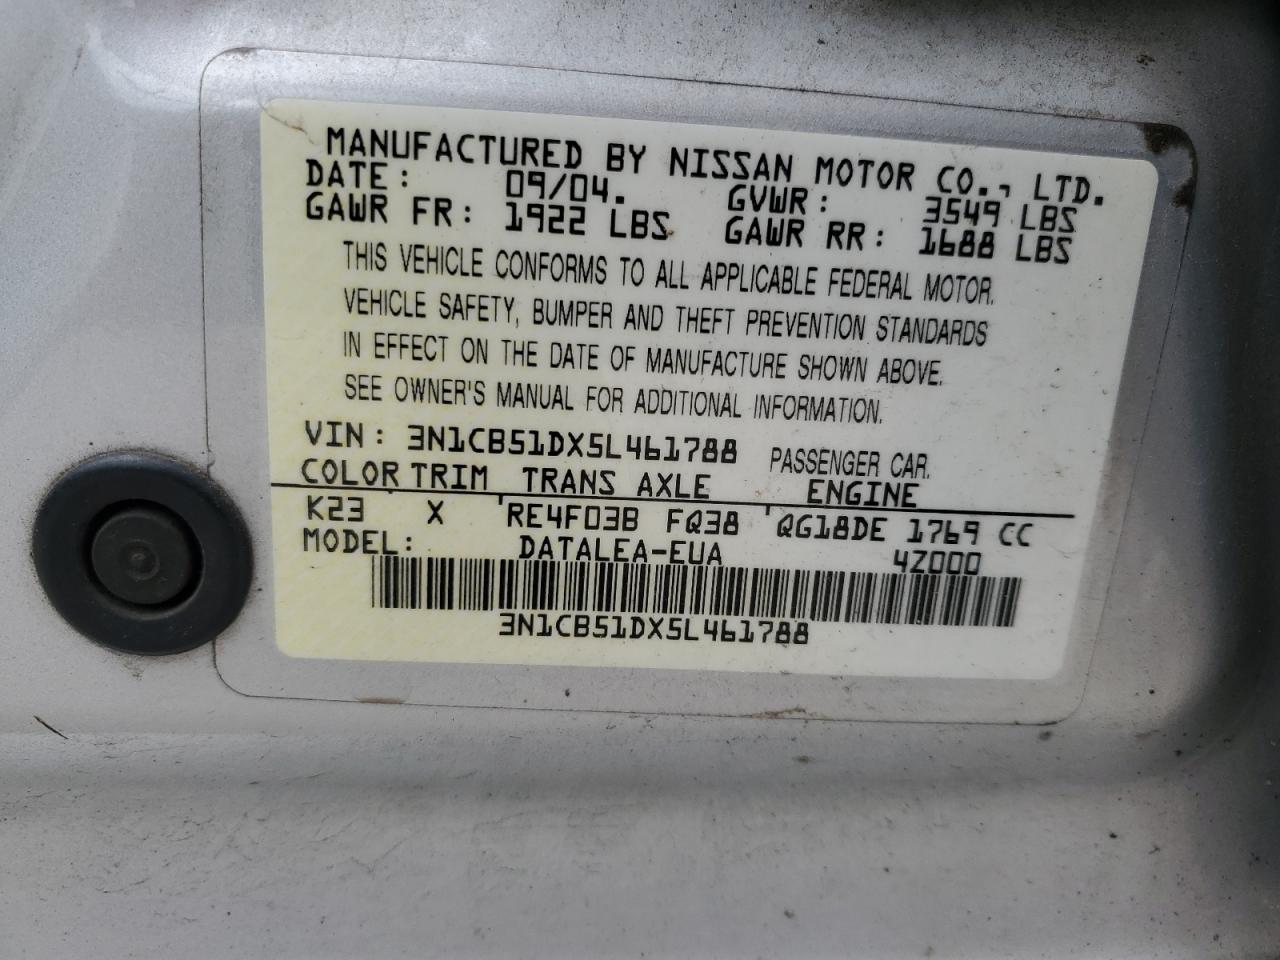 MANUFACTURED BY NISSAN MOTOR CO., LTD.
DATE: 09/04. GVWR: 3549 LBS
GAWR FR: 1922 LBS GAWR RR: 1688 LBS
THIS VEHICLE CONFORMS TO ALL APPLICABLE FEDERAL MOTOR.
VEHICLE SAFETY, BUMPER AND THEFT PREVENTION STANDARDS
IN EFFECT ON THE DATE OF MANUFACTURE SHOWN ABOVE.
SEE OWNER'S MANUAL FOR ADDITIONAL INFORMATION.
VIN: 3N1CB51DX5L461788 PASSENGER CAR.
COLOR TRIM TRANS AXLE ENGINE
K23 X 'RE4F03B FQ38 'QG18DE 1769 CC
MODEL: DATALEA-EUA 4Z000
3N1CB51DX5L461788